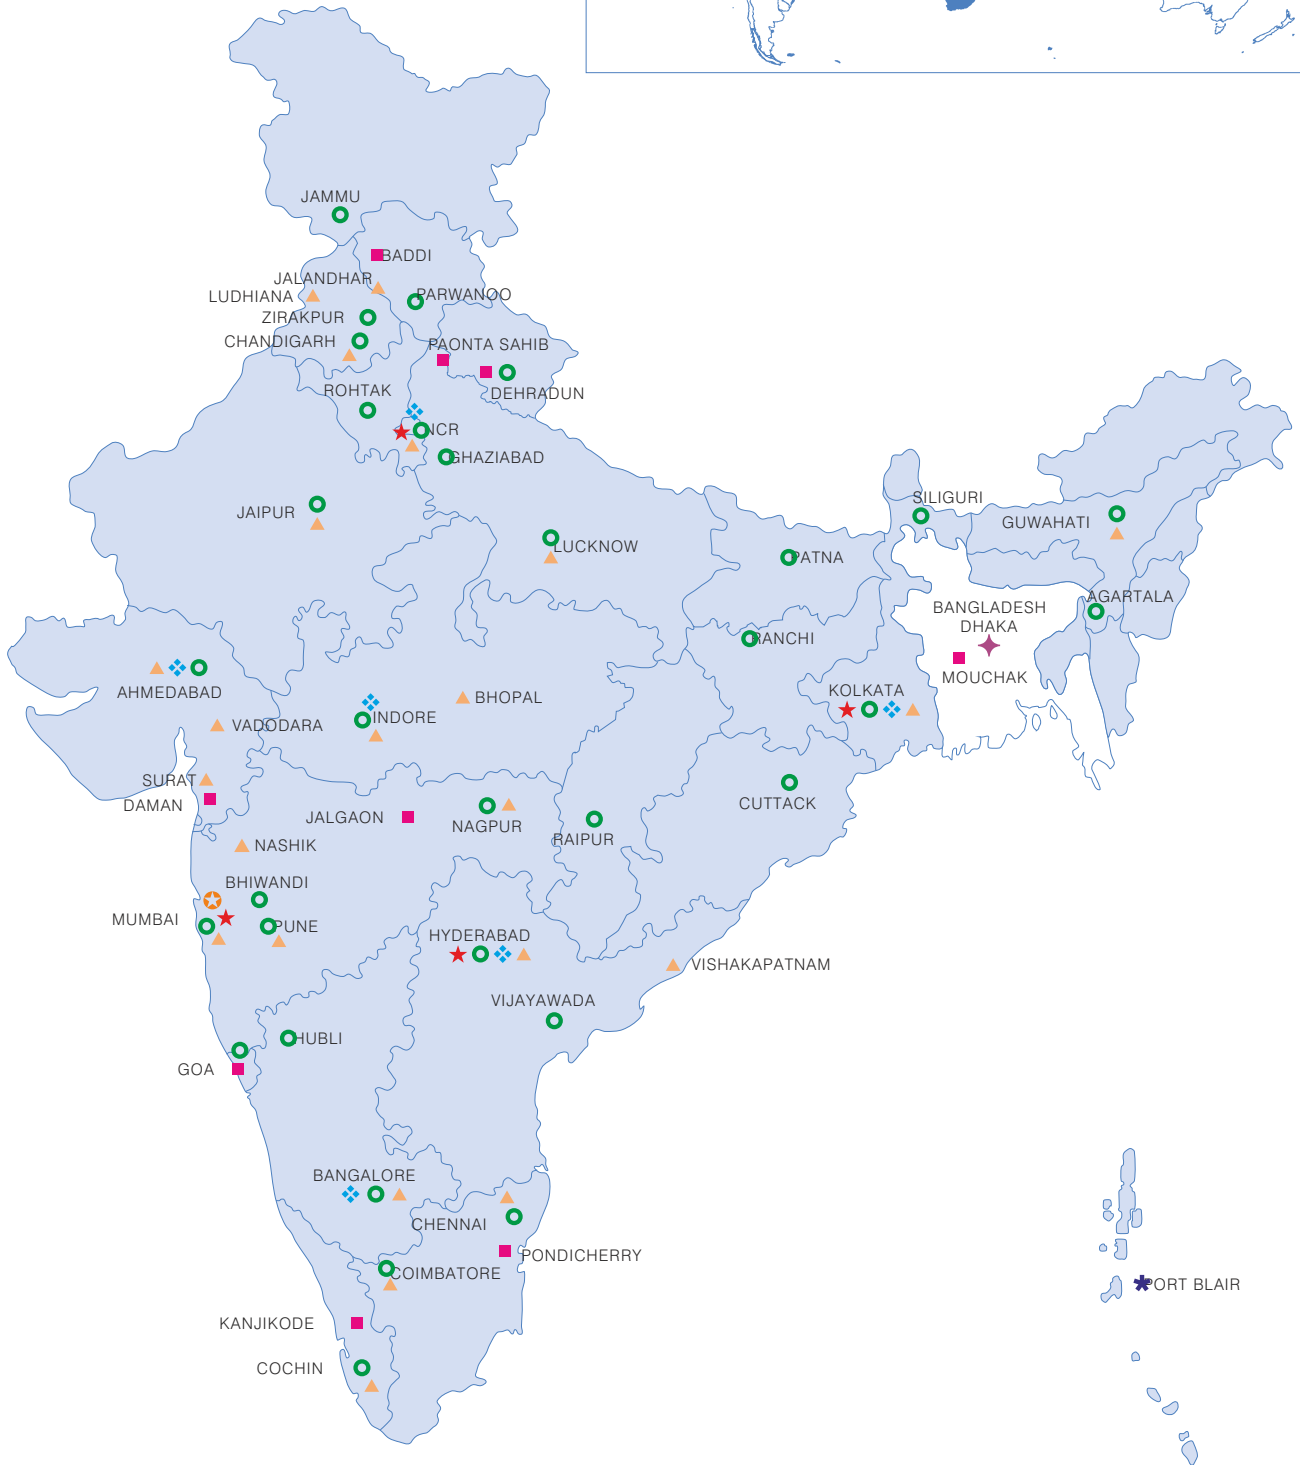 JAMMU
BADDI
JALANDHAR
LUDHIANA
PARWANOO
ZIRAKPUR
CHANDIGARH
PAONTA SAHIB
ROHTAK
DEHRADUN
NCR
GHAZIABAD
SILIGURI
JAIPUR
GUWAHATI
LUCKNOW
PATNA
AGARTALA
BANGLADESH
DHAKA
RANCHI
MOUCHAK
AHMEDABAD
KOLKATA
BHOPAL
INDORE
VADODARA
SURAT
DAMAN
CUTTACK
JALGAON
NAGPUR
RAIPUR
NASHIK
BHIWANDI
MUMBAI
PUNE
HYDERABAD
VISHAKAPATNAM
VIJAYAWADA
HUBLI
GOA
BANGALORE
CHENNAI
PONDICHERRY
COIMBATORE
PORT BLAIR
KANJIKODE
COCHIN